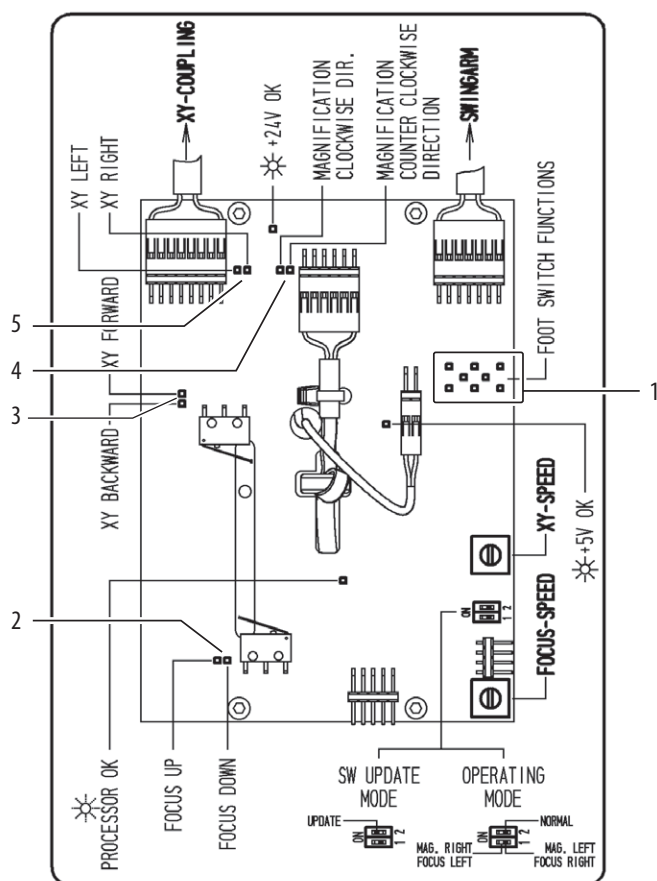 XY-COUPLING
SWINGARM
XY LEFT
XY RIGHT
+24V OK
MAGNIFICATION
CLOCKWISE DIR.
MAGNIFICATION
COUNTER CLOCKWISE
DIRECTION
FOOT SWITCH FUNCTIONS
5
4
XY FORWARD
1
3
XY BACKWARD
+5V OK
XY-SPEED
ON
1 2
FOCUS-SPEED
2
PROCESSOR OK
FOCUS UP
FOCUS DOWN
SW UPDATE
MODE
OPERATING
MODE
UPDATE
ON
1 2
NORMAL
ON
1 2
MAG. RIGHT
FOCUS LEFT
MAG. LEFT
FOCUS RIGHT